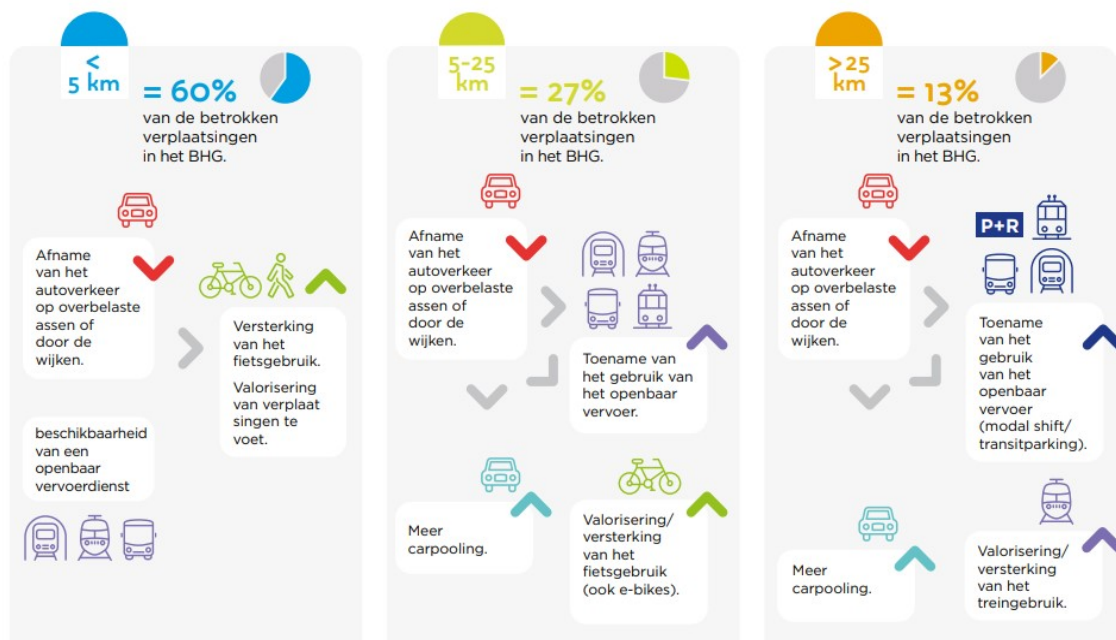 <
5 km
= 60%
van de betrokken
verplaatsingen
in het BHG.
Afname
van het
autoverkeer
op overbelaste
assen of
door de
wijken.
Versterking
van het
fietsgebruik.
Valorisering
van verplaat
singen te
voet.
beschikbaarheid
van een
openbaar
vervoerdienst
5-25
km
= 27%
van de betrokken
verplaatsingen
in het BHG.
Afname
van het
autoverkeer
op overbelaste
assen of
door de
wijken.
Toename van
het gebruik van
het openbaar
vervoer.
Meer
carpooling.
Valorisering/
versterking
van het
fietsgebruik
(ook e-bikes).
>25
km
= 13%
van de betrokken
verplaatsingen
in het BHG.
Afname
van het
autoverkeer
op overbelaste
assen of
door de
wijken.
P+R
Toename
van het
gebruik
van het
openbaar
vervoer
(modal shift/
transitparking).
Meer
carpooling.
Valorisering/
versterking
van het
treingebruik.